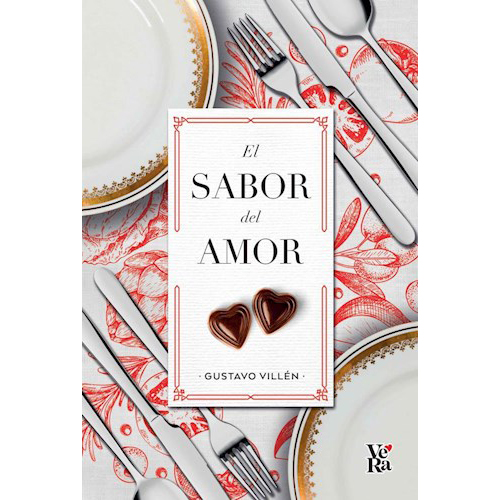 El
SABOR
del
AMOR
· GUSTAVO VILLÉN ·
Ve
Ra